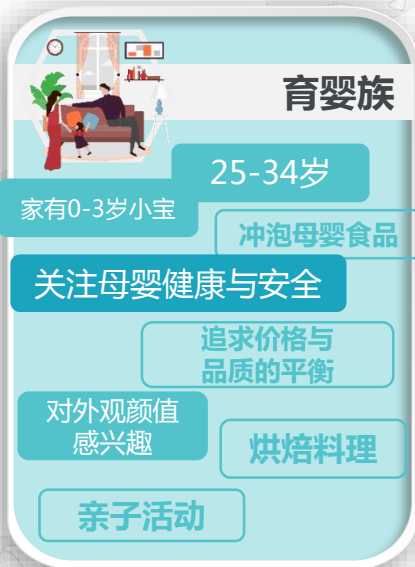 育婴族
25-34岁
家有0-3岁小宝
冲泡母婴食品
关注母婴健康与安全
追求价格与
品质的平衡
对外观颜值
感兴趣
烘焙料理
亲子活动